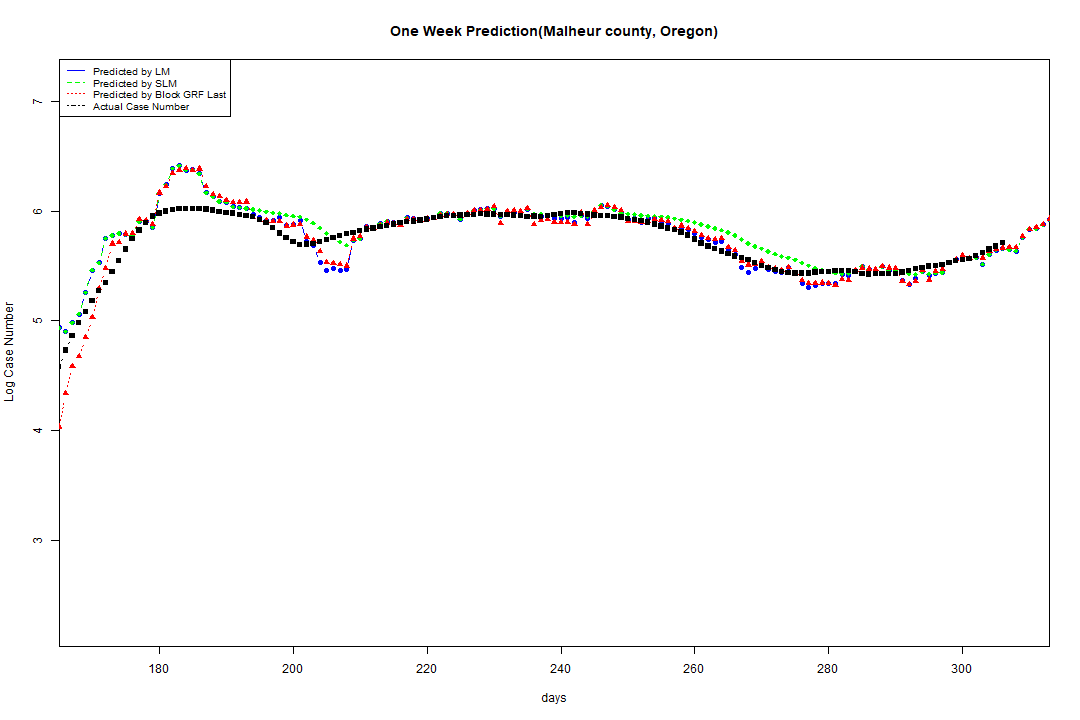 One Week Prediction(Malheur county, Oregon)
Predicted by LM
Predicted by SLM
Predicted by Block GRF Last
Actual Case Number
7
6
5
4
3
Log Case Number
180 200 220 240 260 280 300
days